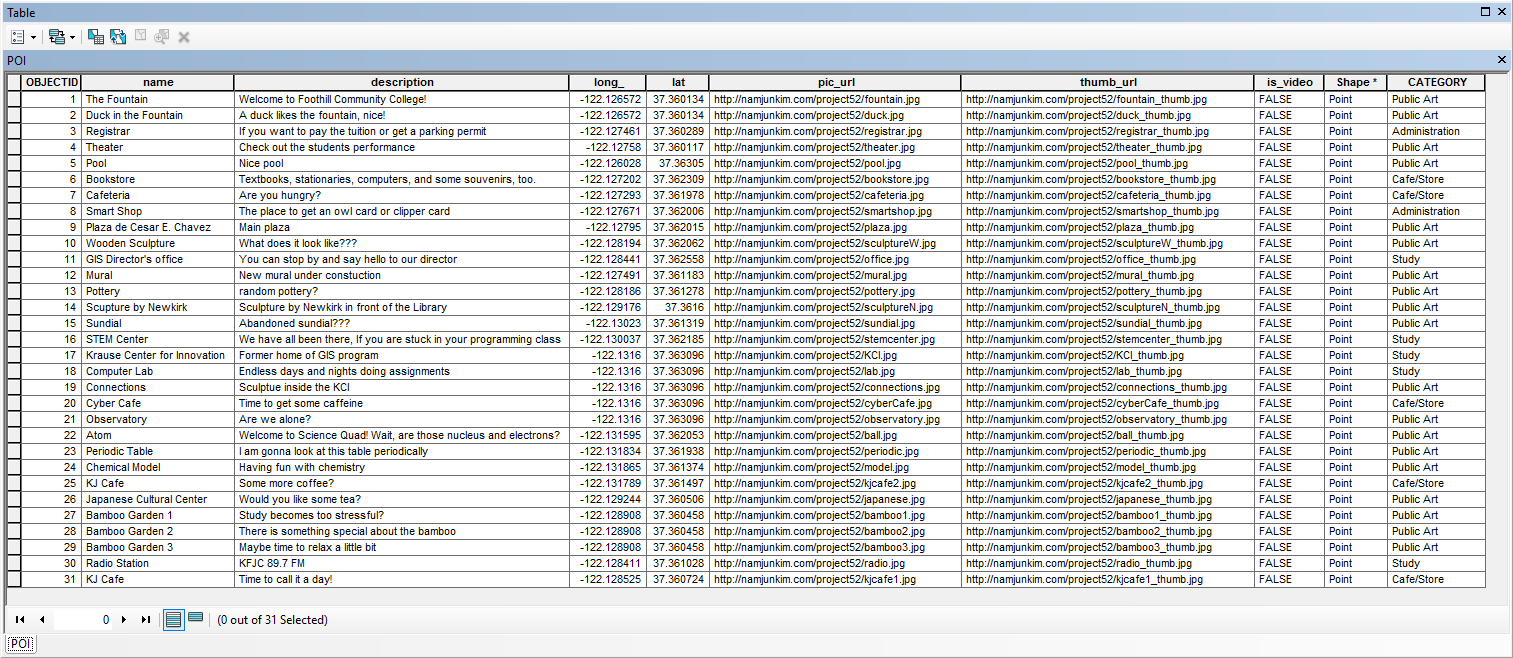 Table
POI
OBJECTID name description long_ lat pic_url thumb_url is_video Shape * CATEGORY
1 The Fountain Welcome to Foothill Community College! -122.126572 37.360134 http://namjunkim.com/project52/fountain.jpg http://namjunkim.com/project52/fountain_thumb.jpg FALSE Point Public Art
2 Duck in the Fountain A duck likes the fountain, nice! -122.126572 37.360134 http://namjunkim.com/project52/duck.jpg http://namjunkim.com/project52/duck_thumb.jpg FALSE Point Public Art
3 Registrar If you want to pay the tuition or get a parking permit -122.127461 37.360289 http://namjunkim.com/project52/registrar.jpg http://namjunkim.com/project52/registrar_thumb.jpg FALSE Point Administration
4 Theater Check out the students performance -122.12758 37.360117 http://namjunkim.com/project52/theater.jpg http://namjunkim.com/project52/theater_thumb.jpg FALSE Point Public Art
5 Pool Nice pool -122.126028 37.36305 http://namjunkim.com/project52/pool.jpg http://namjunkim.com/project52/pool_thumb.jpg FALSE Point Public Art
6 Bookstore Textbooks, stationaries, computers, and some souvenirs, too. -122.127202 37.362309 http://namjunkim.com/project52/bookstore.jpg http://namjunkim.com/project52/bookstore_thumb.jpg FALSE Point Cafe/Store
7 Cafeteria Are you hungry? -122.127293 37.361978 http://namjunkim.com/project52/cafeteria.jpg http://namjunkim.com/project52/cafeteria_thumb.jpg FALSE Point Cafe/Store
8 Smart Shop The place to get an owl card or clipper card -122.127671 37.362006 http://namjunkim.com/project52/smartshop.jpg http://namjunkim.com/project52/smartshop_thumb.jpg FALSE Point Administration
9 Plaza de Cesar E. Chavez Main plaza -122.12795 37.362015 http://namjunkim.com/project52/plaza.jpg http://namjunkim.com/project52/plaza_thumb.jpg FALSE Point Public Art
10 Wooden Sculpture What does it look like??? -122.128194 37.362062 http://namjunkim.com/project52/sculptureW.jpg http://namjunkim.com/project52/sculptureW_thumb.jpg FALSE Point Public Art
11 GIS Director's office You can stop by and say hello to our director -122.128441 37.362558 http://namjunkim.com/project52/office.jpg http://namjunkim.com/project52/office_thumb.jpg FALSE Point Study
12 Mural New mural under constuction -122.127491 37.361183 http://namjunkim.com/project52/mural.jpg http://namjunkim.com/project52/mural_thumb.jpg FALSE Point Public Art
13 Pottery random pottery? -122.128186 37.361278 http://namjunkim.com/project52/pottery.jpg http://namjunkim.com/project52/pottery_thumb.jpg FALSE Point Public Art
14 Scupture by Newkirk Sculpture by Newkirk in front of the Library -122.129176 37.3616 http://namjunkim.com/project52/sculptureN.jpg http://namjunkim.com/project52/sculptureN_thumb.jpg FALSE Point Public Art
15 Sundial Abandoned sundial??? -122.13023 37.361319 http://namjunkim.com/project52/sundial.jpg http://namjunkim.com/project52/sundial_thumb.jpg FALSE Point Public Art
16 STEM Center We have all been there, If you are stuck in your programming class -122.130037 37.362185 http://namjunkim.com/project52/stemcenter.jpg http://namjunkim.com/project52/stemcenter_thumb.jpg FALSE Point Study
17 Krause Center for Innovation Former home of GIS program -122.1316 37.363096 http://namjunkim.com/project52/KCI.jpg http://namjunkim.com/project52/KCI_thumb.jpg FALSE Point Study
18 Computer Lab Endless days and nights doing assignments -122.1316 37.363096 http://namjunkim.com/project52/lab.jpg http://namjunkim.com/project52/lab_thumb.jpg FALSE Point Study
19 Connections Sculptue inside the KCI -122.1316 37.363096 http://namjunkim.com/project52/connections.jpg http://namjunkim.com/project52/connections_thumb.jpg FALSE Point Public Art
20 Cyber Cafe Time to get some caffeine -122.1316 37.363096 http://namjunkim.com/project52/cyberCafe.jpg http://namjunkim.com/project52/cyberCafe_thumb.jpg FALSE Point Cafe/Store
21 Observatory Are we alone? -122.1316 37.363096 http://namjunkim.com/project52/observatory.jpg http://namjunkim.com/project52/observatory_thumb.jpg FALSE Point Public Art
22 Atom Welcome to Science Quad! Wait, are those nucleus and electrons? -122.131595 37.362053 http://namjunkim.com/project52/ball.jpg http://namjunkim.com/project52/ball_thumb.jpg FALSE Point Public Art
23 Periodic Table I am gonna look at this table periodically -122.131834 37.361938 http://namjunkim.com/project52/periodic.jpg http://namjunkim.com/project52/periodic_thumb.jpg FALSE Point Public Art
24 Chemical Model Having fun with chemistry -122.131865 37.361374 http://namjunkim.com/project52/model.jpg http://namjunkim.com/project52/model_thumb.jpg FALSE Point Public Art
25 KJ Cafe Some more coffee? -122.131789 37.361497 http://namjunkim.com/project52/kjcafe2.jpg http://namjunkim.com/project52/kjcafe2_thumb.jpg FALSE Point Cafe/Store
26 Japanese Cultural Center Would you like some tea? -122.129244 37.360506 http://namjunkim.com/project52/japanese.jpg http://namjunkim.com/project52/japanese_thumb.jpg FALSE Point Public Art
27 Bamboo Garden 1 Study becomes too stressful? -122.128908 37.360458 http://namjunkim.com/project52/bamboo1.jpg http://namjunkim.com/project52/bamboo1_thumb.jpg FALSE Point Public Art
28 Bamboo Garden 2 There is something special about the bamboo -122.128908 37.360458 http://namjunkim.com/project52/bamboo2.jpg http://namjunkim.com/project52/bamboo2_thumb.jpg FALSE Point Public Art
29 Bamboo Garden 3 Maybe time to relax a little bit -122.128908 37.360458 http://namjunkim.com/project52/bamboo3.jpg http://namjunkim.com/project52/bamboo3_thumb.jpg FALSE Point Public Art
30 Radio Station KFJC 89.7 FM -122.128411 37.361028 http://namjunkim.com/project52/radio.jpg http://namjunkim.com/project52/radio_thumb.jpg FALSE Point Study
31 KJ Cafe Time to call it a day! -122.128525 37.360724 http://namjunkim.com/project52/kjcafe1.jpg http://namjunkim.com/project52/kjcafe1_thumb.jpg FALSE Point Cafe/Store
0 (0 out of 31 Selected)
POI